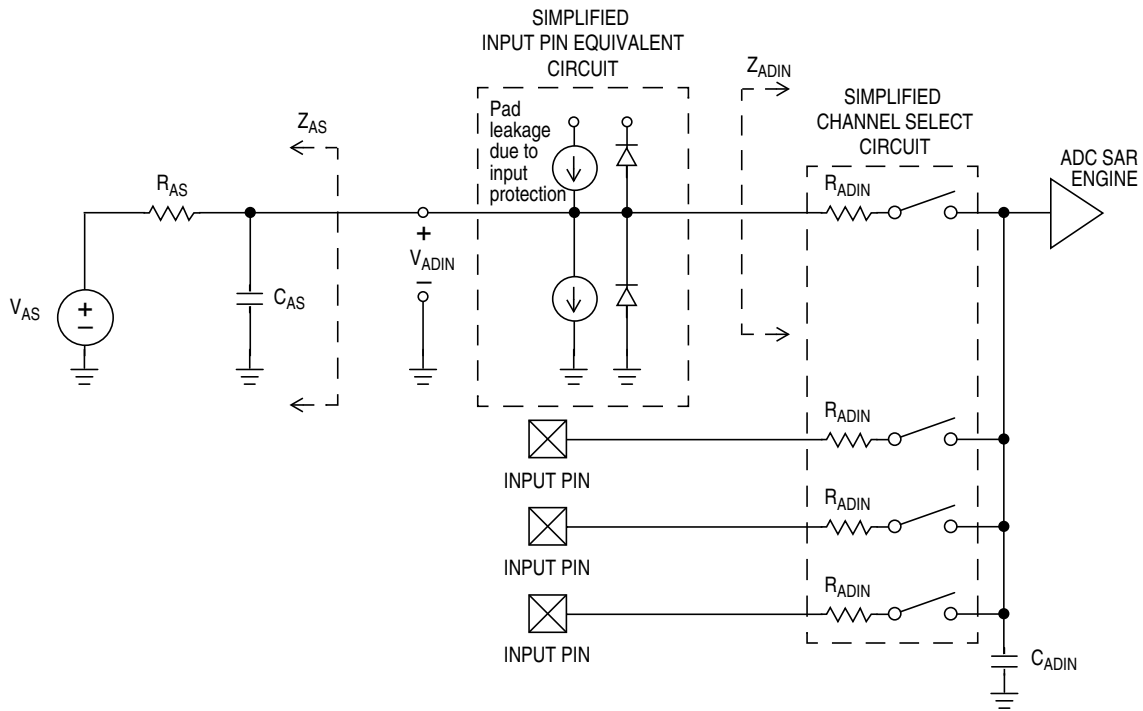 SIMPLIFIED
INPUT PIN EQUIVALENT
CIRCUIT
Z_ADIN
SIMPLIFIED
CHANNEL SELECT
CIRCUIT
Pad
leakage
due to
input
protection
Z_AS
R_AS
R_ADIN
ADC SAR
ENGINE
+
V_ADIN
–
V_AS
+
–
C_AS
R_ADIN
INPUT PIN
R_ADIN
INPUT PIN
R_ADIN
INPUT PIN
C_ADIN